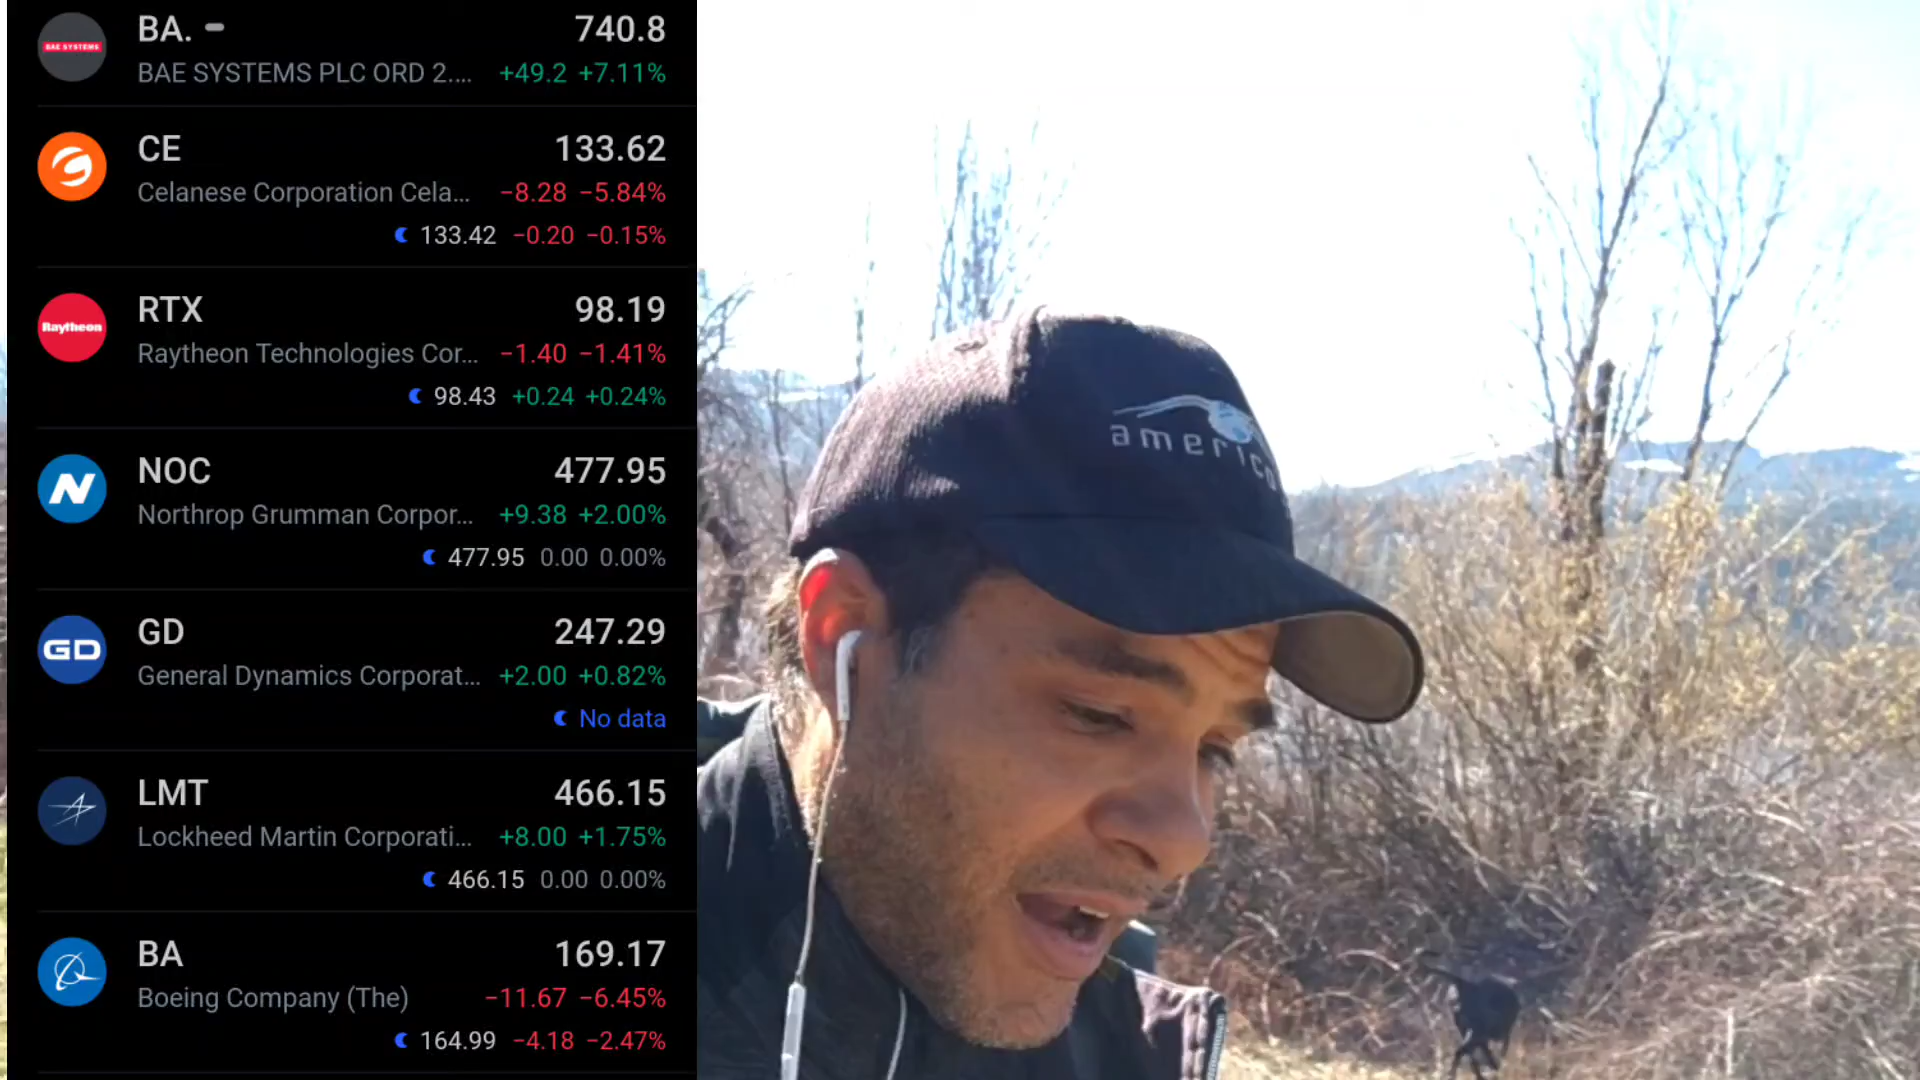 BAE SYSTEMS
BA.
740.8
BAE SYSTEMS PLC ORD 2....
+49.2 +7.11%
CE
133.62
Celanese Corporation Cela...
−8.28 −5.84%
133.42 −0.20 −0.15%
Raytheon
RTX
98.19
Raytheon Technologies Cor...
−1.40 −1.41%
98.43 +0.24 +0.24%
N
NOC
477.95
Northrop Grumman Corpor...
+9.38 +2.00%
477.95 0.00 0.00%
GD
GD
247.29
General Dynamics Corporat...
+2.00 +0.82%
No data
LMT
466.15
Lockheed Martin Corporati...
+8.00 +1.75%
466.15 0.00 0.00%
BA
169.17
Boeing Company (The)
−11.67 −6.45%
164.99 −4.18 −2.47%
americo